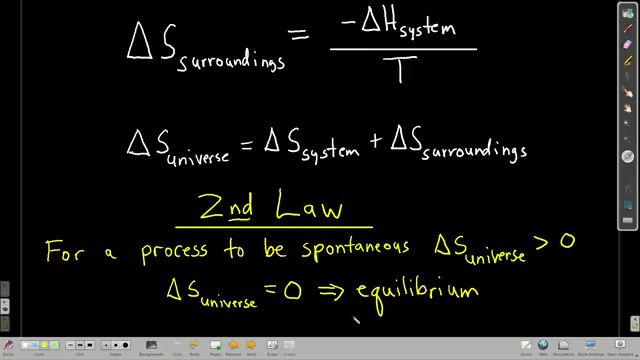 ΔS surroundings = -ΔH system / T
ΔS universe = ΔS system + ΔS surroundings
2nd Law
For a process to be spontaneous ΔS universe > 0
ΔS universe = 0 ⇒ equilibrium